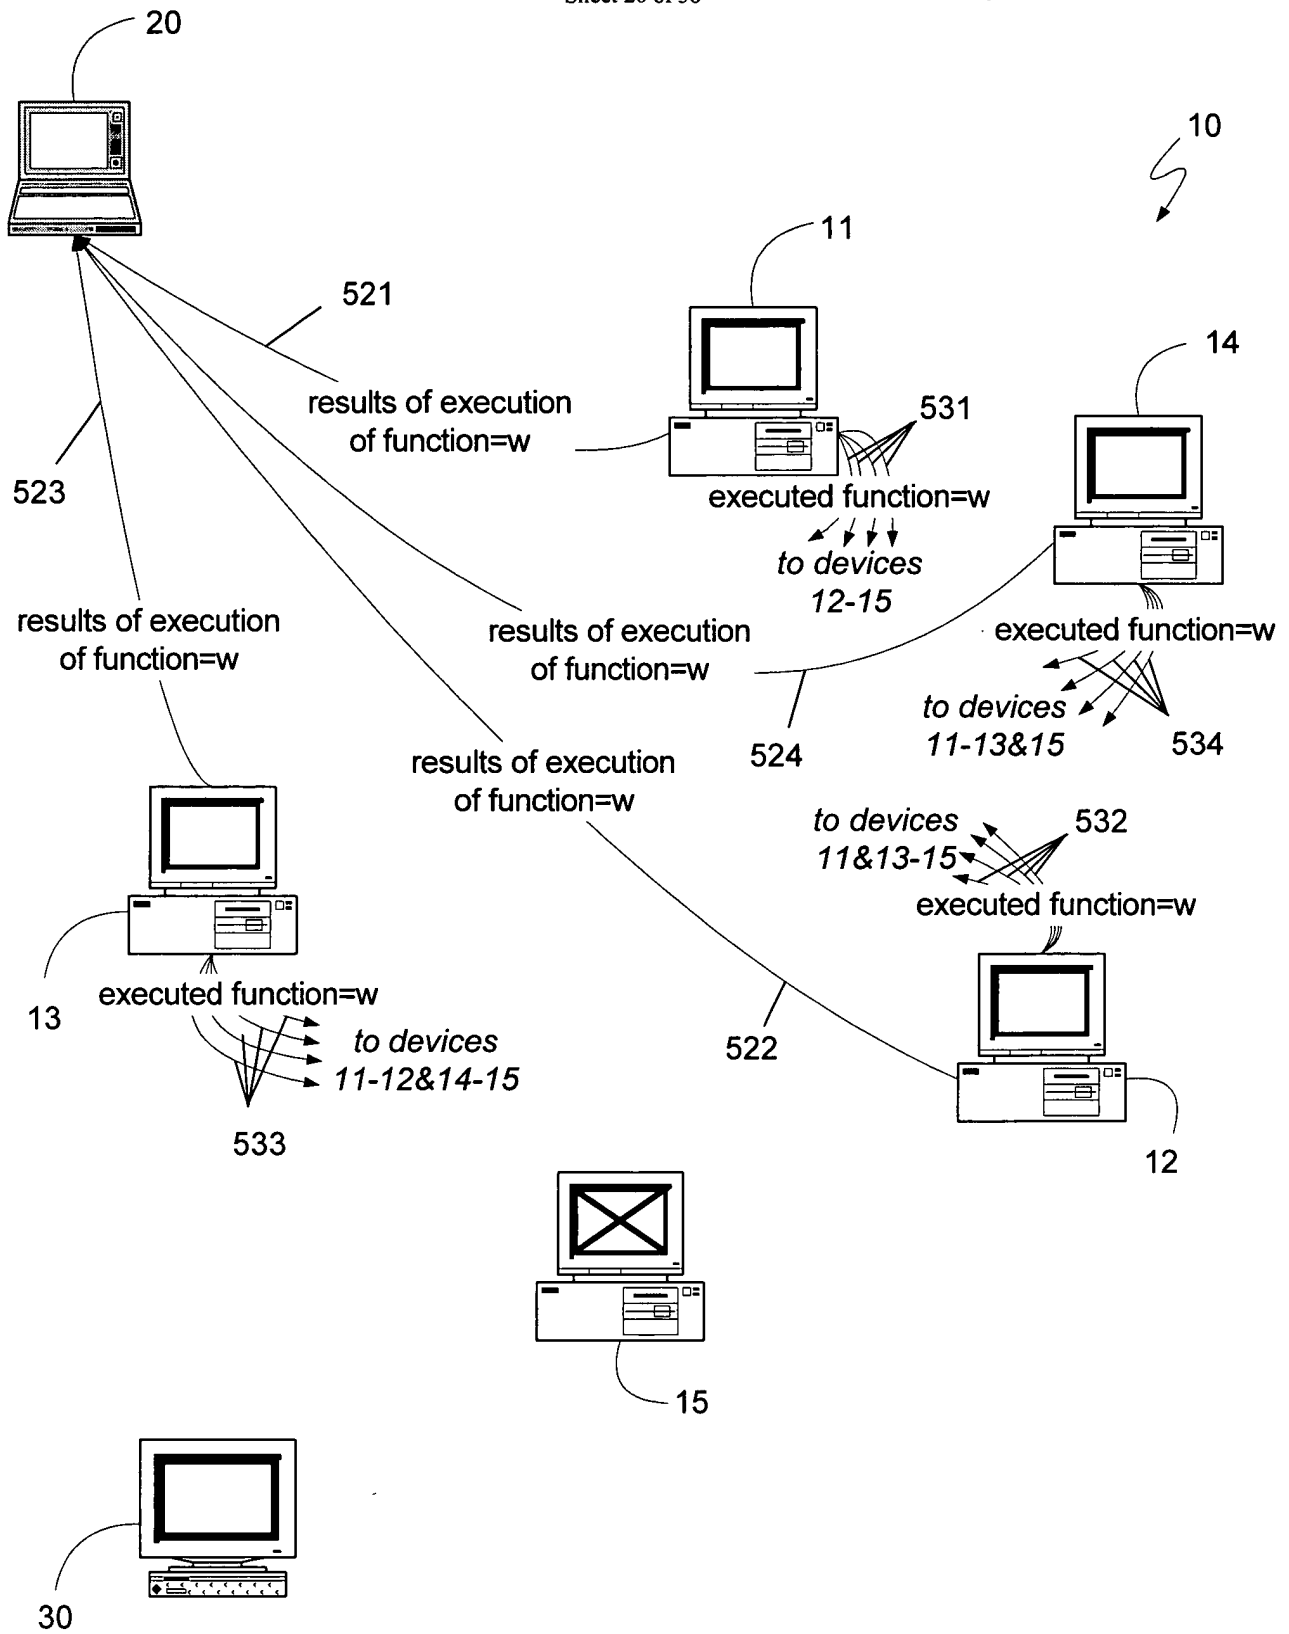 20
10
11
521
14
results of execution
of function=w
531
523
executed function=w
to devices
12-15
results of execution
of function=w
results of execution
of function=w
executed function=w
to devices
11-13&15
524
534
results of execution
of function=w
to devices
11&13-15
532
executed function=w
13
executed function=w
to devices
11-12&14-15
522
533
12
15
30